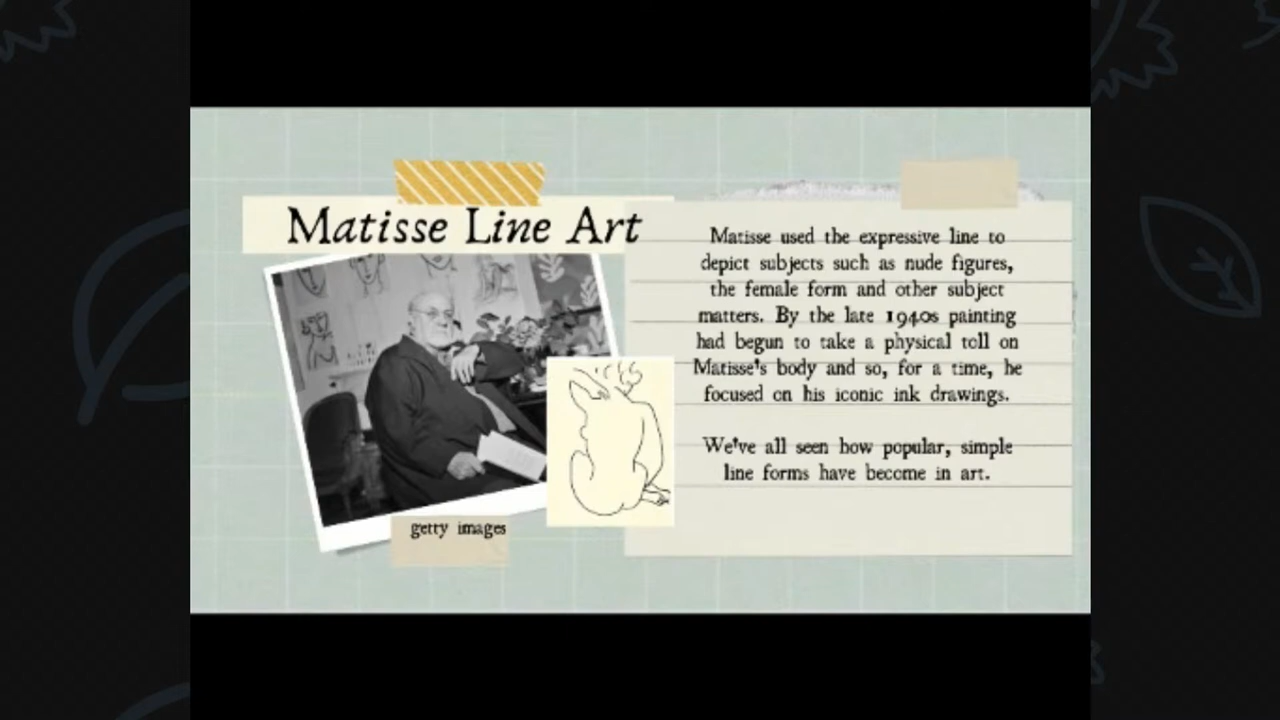 Matisse Line Art
Matisse used the expressive line to
depict subjects such as nude figures,
the female form and other subject
matters. By the late 1940s painting
had begun to take a physical toll on
Matisse's body and so, for a time, he
focused on his iconic ink drawings.
We've all seen how popular, simple
line forms have become in art.
getty images